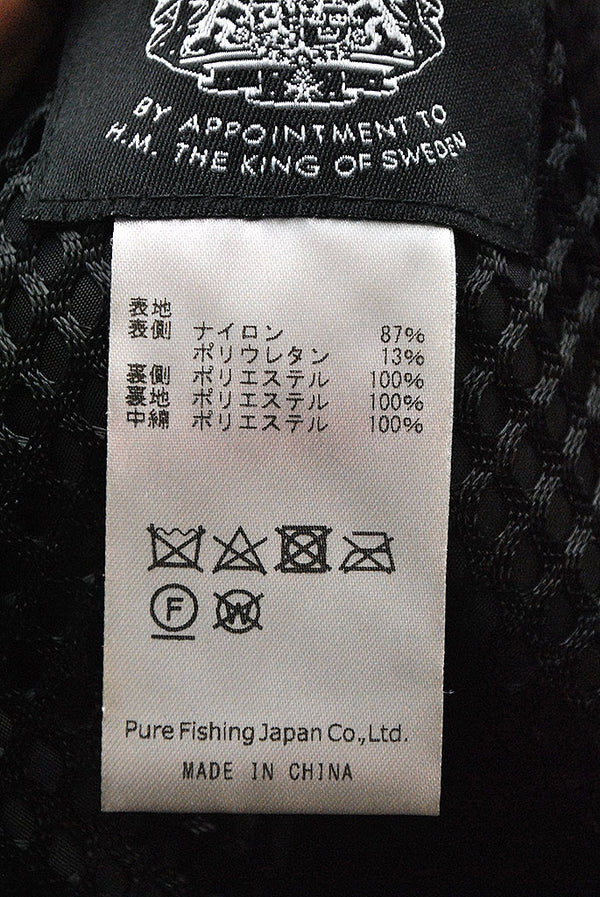 BY APPOINTMENT TO
H.M. THE KING OF SWEDEN
表地
表側 ナイロン 87%
ポリウレタン 13%
裏側 ポリエステル 100%
裏地 ポリエステル 100%
中綿 ポリエステル 100%
F
W
Pure Fishing Japan Co.,Ltd.
MADE IN CHINA